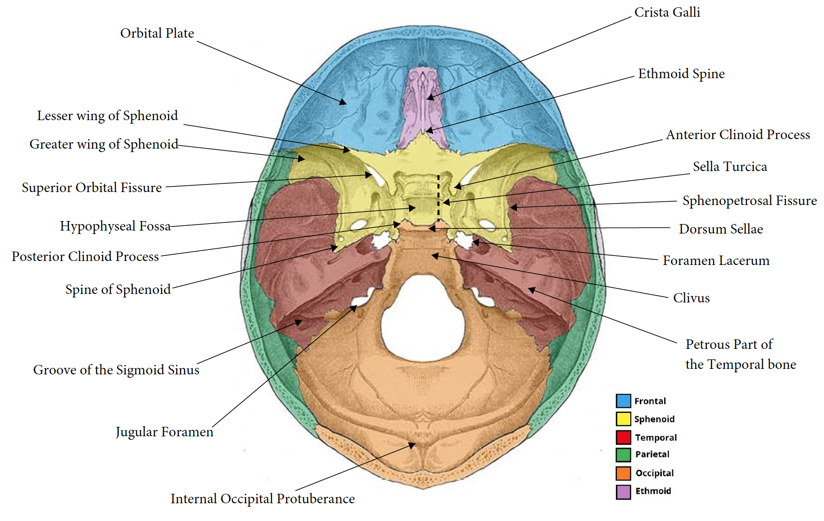 Crista Galli
Orbital Plate
Ethmoid Spine
Lesser wing of Sphenoid
Anterior Clinoid Process
Greater wing of Sphenoid
Sella Turcica
Superior Orbital Fissure
Sphenopetrosal Fissure
Hypophyseal Fossa
Dorsum Sellae
Posterior Clinoid Process
Foramen Lacerum
Spine of Sphenoid
Clivus
Petrous Part of
the Temporal bone
Groove of the Sigmoid Sinus
Jugular Foramen
Internal Occipital Protuberance
Frontal
Sphenoid
Temporal
Parietal
Occipital
Ethmoid